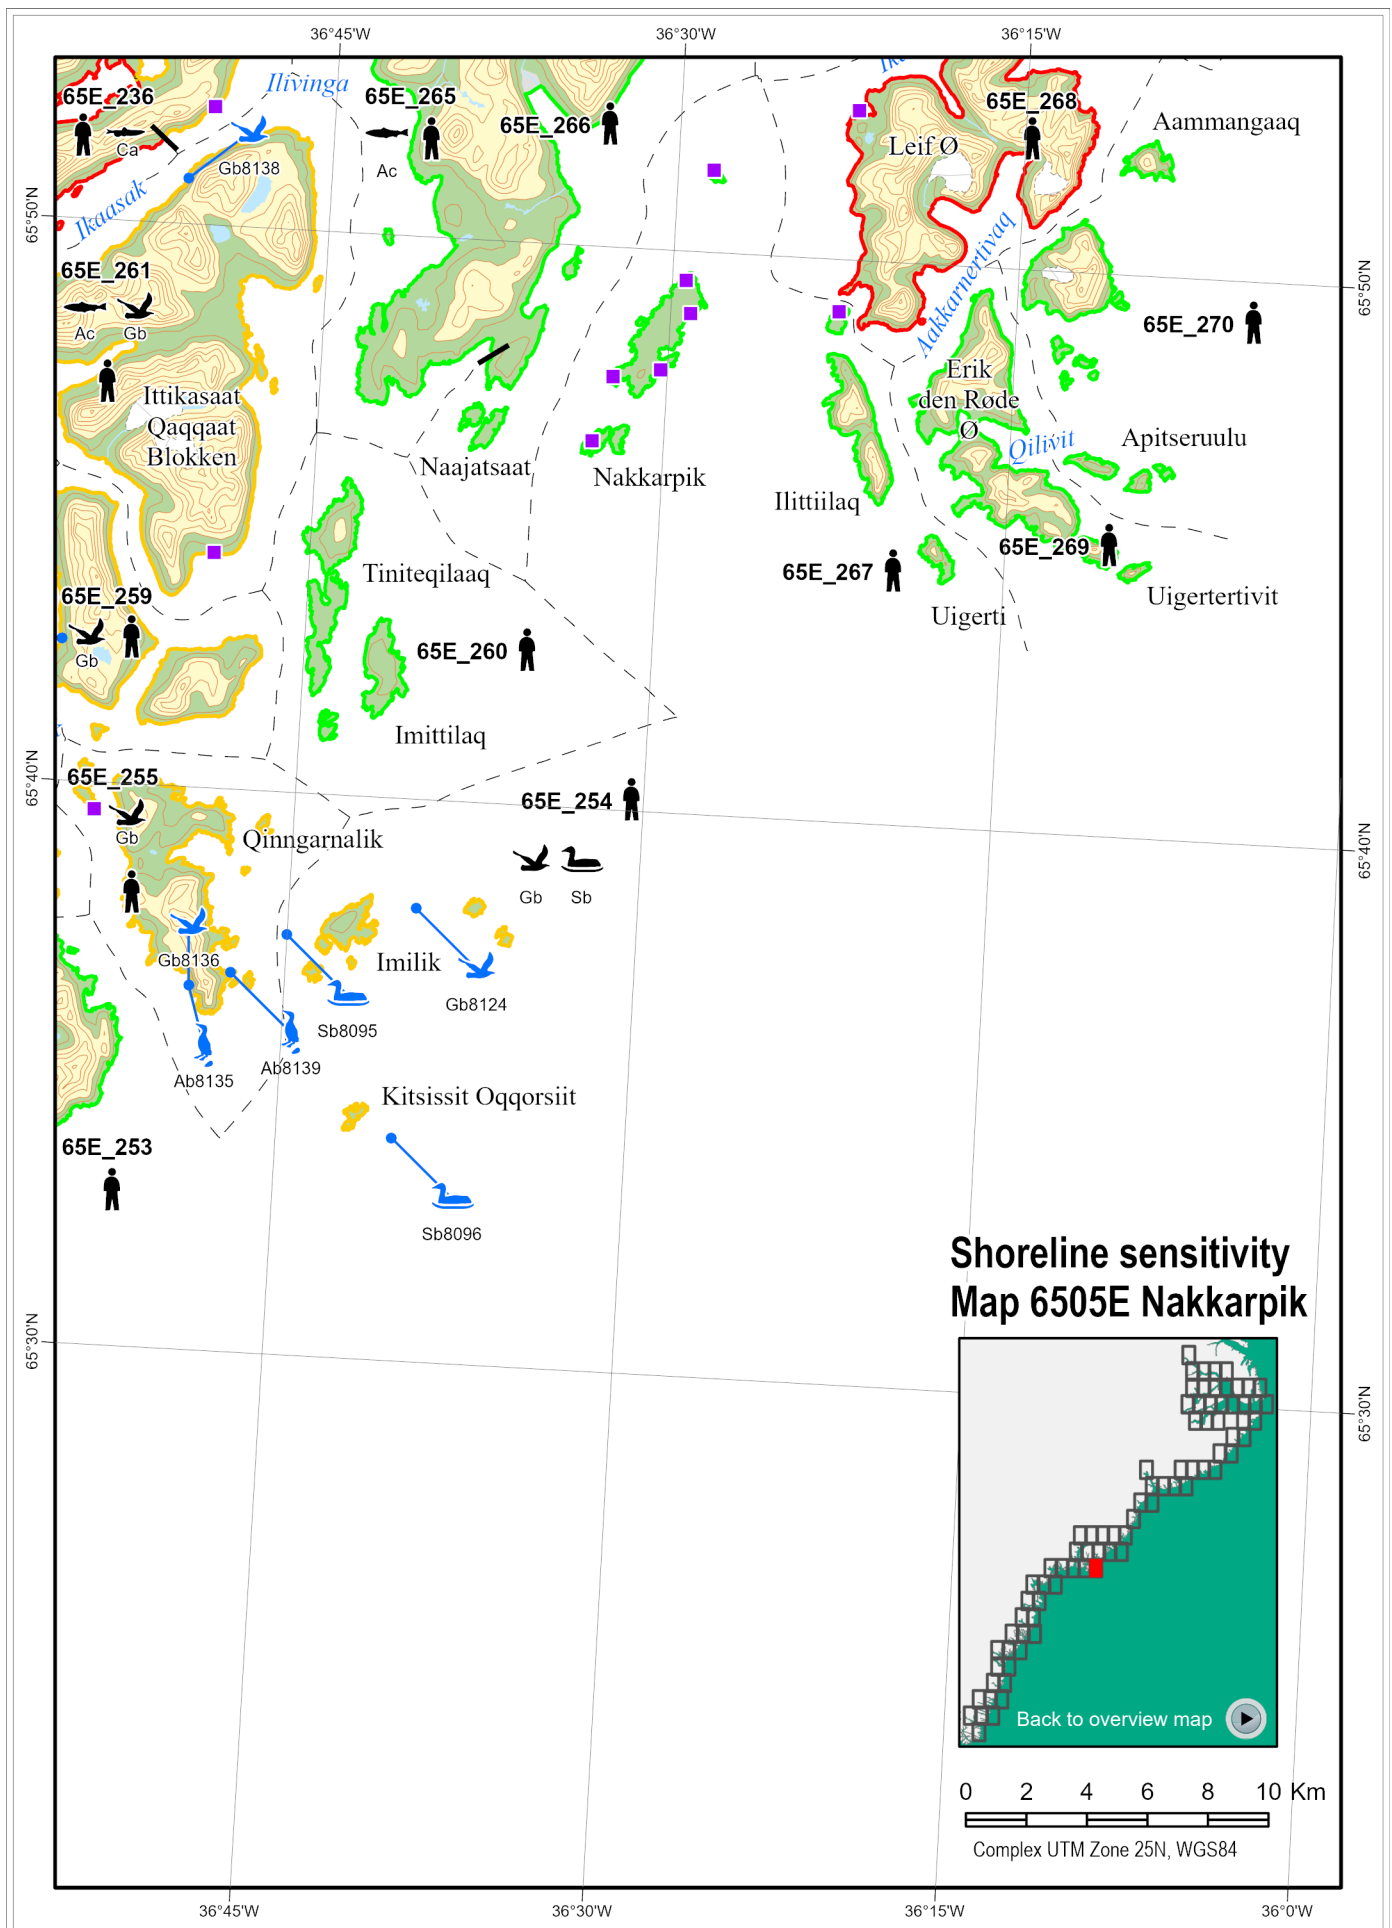 36°45'W
36°30'W
36°15'W
65E_236
Ca
Ilivinga
Gb8138
65E_265
Ac
65E_266
Leif Ø
65E_268
Aammangaaq
65°50'N
Ikaasak
65E_261
Ac
Gb
Aakkarnertivaq
65E_270
65°50'N
Ittikasaat
Qaqqaat
Blokken
Erik
den Røde
Ø
Qilivit
Apitseruulu
Naajatsaat
Nakkarpik
Ilittiilaq
65E_269
Tiniteqilaaq
65E_267
Uigertertivit
65E_259
Gb
Uigerti
65E_260
Imittilaq
65°40'N
65E_255
Gb
65E_254
Qinngarnalik
65°40'N
Gb
Sb
Gb8136
Imilik
Gb8124
Sb8095
Ab8135
Ab8139
Kitsissit Oqqorsiit
65E_253
Sb8096
Shoreline sensitivity
Map 6505E Nakkarpik
65°30'N
65°30'N
Back to overview map
0 2 4 6 8 10 Km
Complex UTM Zone 25N, WGS84
36°45'W
36°30'W
36°15'W
36°0'W